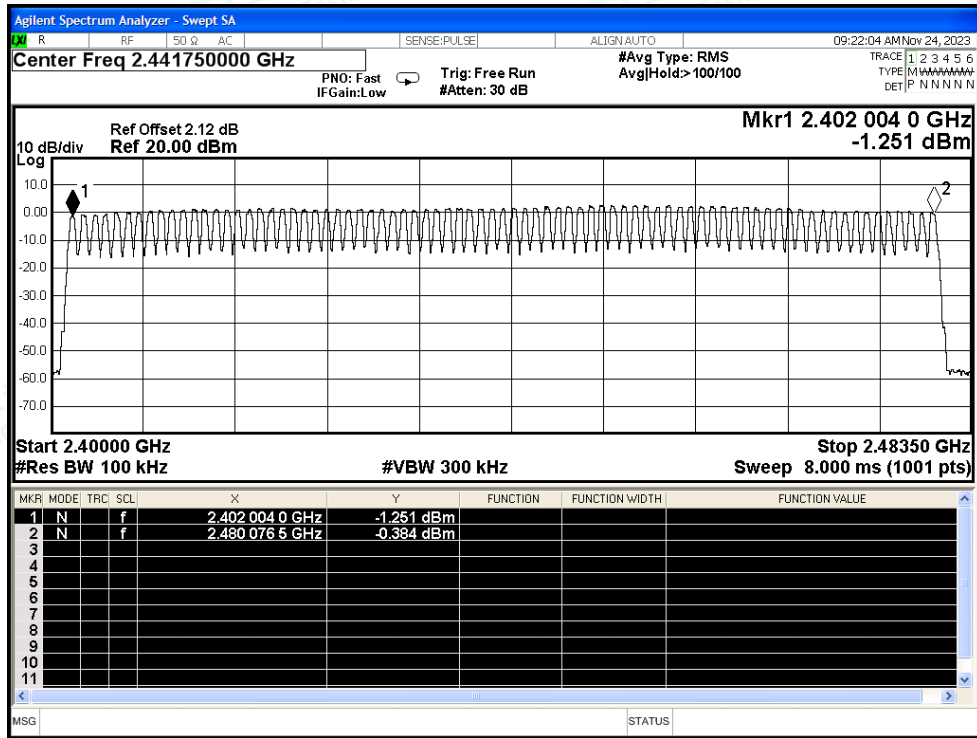 Agilent Spectrum Analyzer - Swept SA
LXI R RF 50 Ω AC SENSE:PULSE ALIGN AUTO 09:22:04 AM Nov 24, 2023
Center Freq 2.441750000 GHz
PNO: Fast
IFGain:Low
Trig: Free Run
#Atten: 30 dB
#Avg Type: RMS
Avg|Hold:>100/100
TRACE 1 2 3 4 5 6
TYPE M
DET P N N N N N
Ref Offset 2.12 dB
10 dB/div Ref 20.00 dBm
Log
Mkr1 2.402 004 0 GHz
-1.251 dBm
10.0
0.00
-10.0
-20.0
-30.0
-40.0
-50.0
-60.0
-70.0
1
2
Start 2.40000 GHz Stop 2.48350 GHz
#Res BW 100 kHz #VBW 300 kHz Sweep 8.000 ms (1001 pts)
MKR MODE TRC SCL X Y FUNCTION FUNCTION WIDTH FUNCTION VALUE
1 N f 2.402 004 0 GHz -1.251 dBm
2 N f 2.480 076 5 GHz -0.384 dBm
3
4
5
6
7
8
9
10
11
MSG STATUS